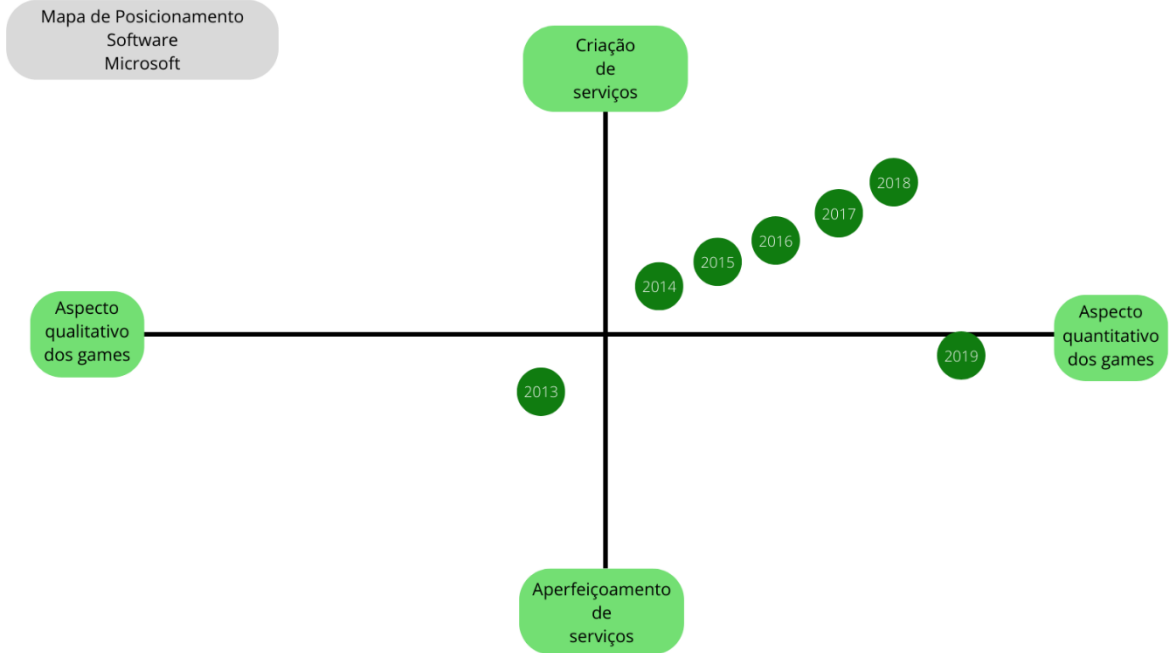 Mapa de Posicionamento
Software
Microsoft
Criação
de
serviços
2018
2017
2016
2015
2014
Aspecto
qualitativo
dos games
Aspecto
quantitativo
dos games
2019
2013
Aperfeiçoamento
de
serviços